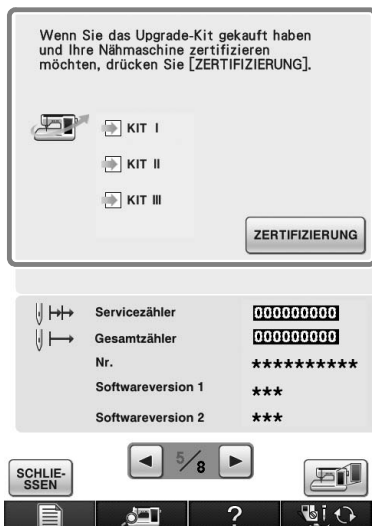 Wenn Sie das Upgrade-Kit gekauft haben
und Ihre Nähmaschine zertifizieren
möchten, drücken Sie [ZERTIFIZIERUNG].
KIT I
KIT II
KIT III
ZERTIFIZIERUNG
Servicezähler 000000000
Gesamtzähler 000000000
Nr. **********
Softwareversion 1 ***
Softwareversion 2 ***
SCHLIE-
SSEN
5/8
?